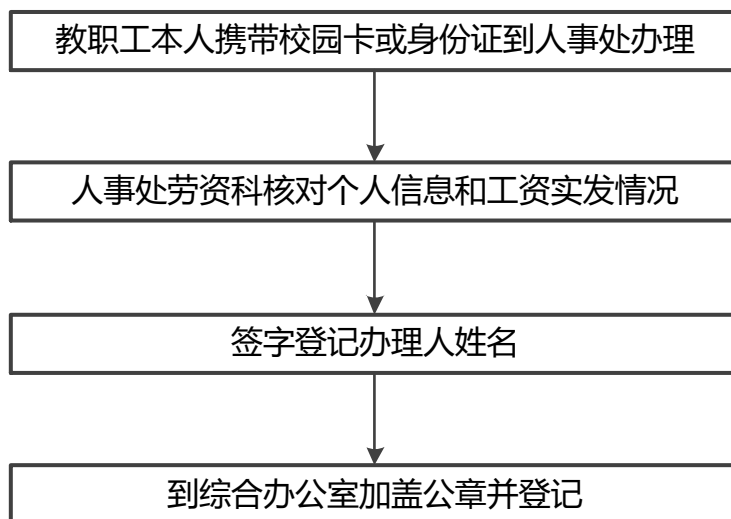 教职工本人携带校园卡或身份证到人事处办理
人事处劳资科核对个人信息和工资实发情况
签字登记办理人姓名
到综合办公室加盖公章并登记